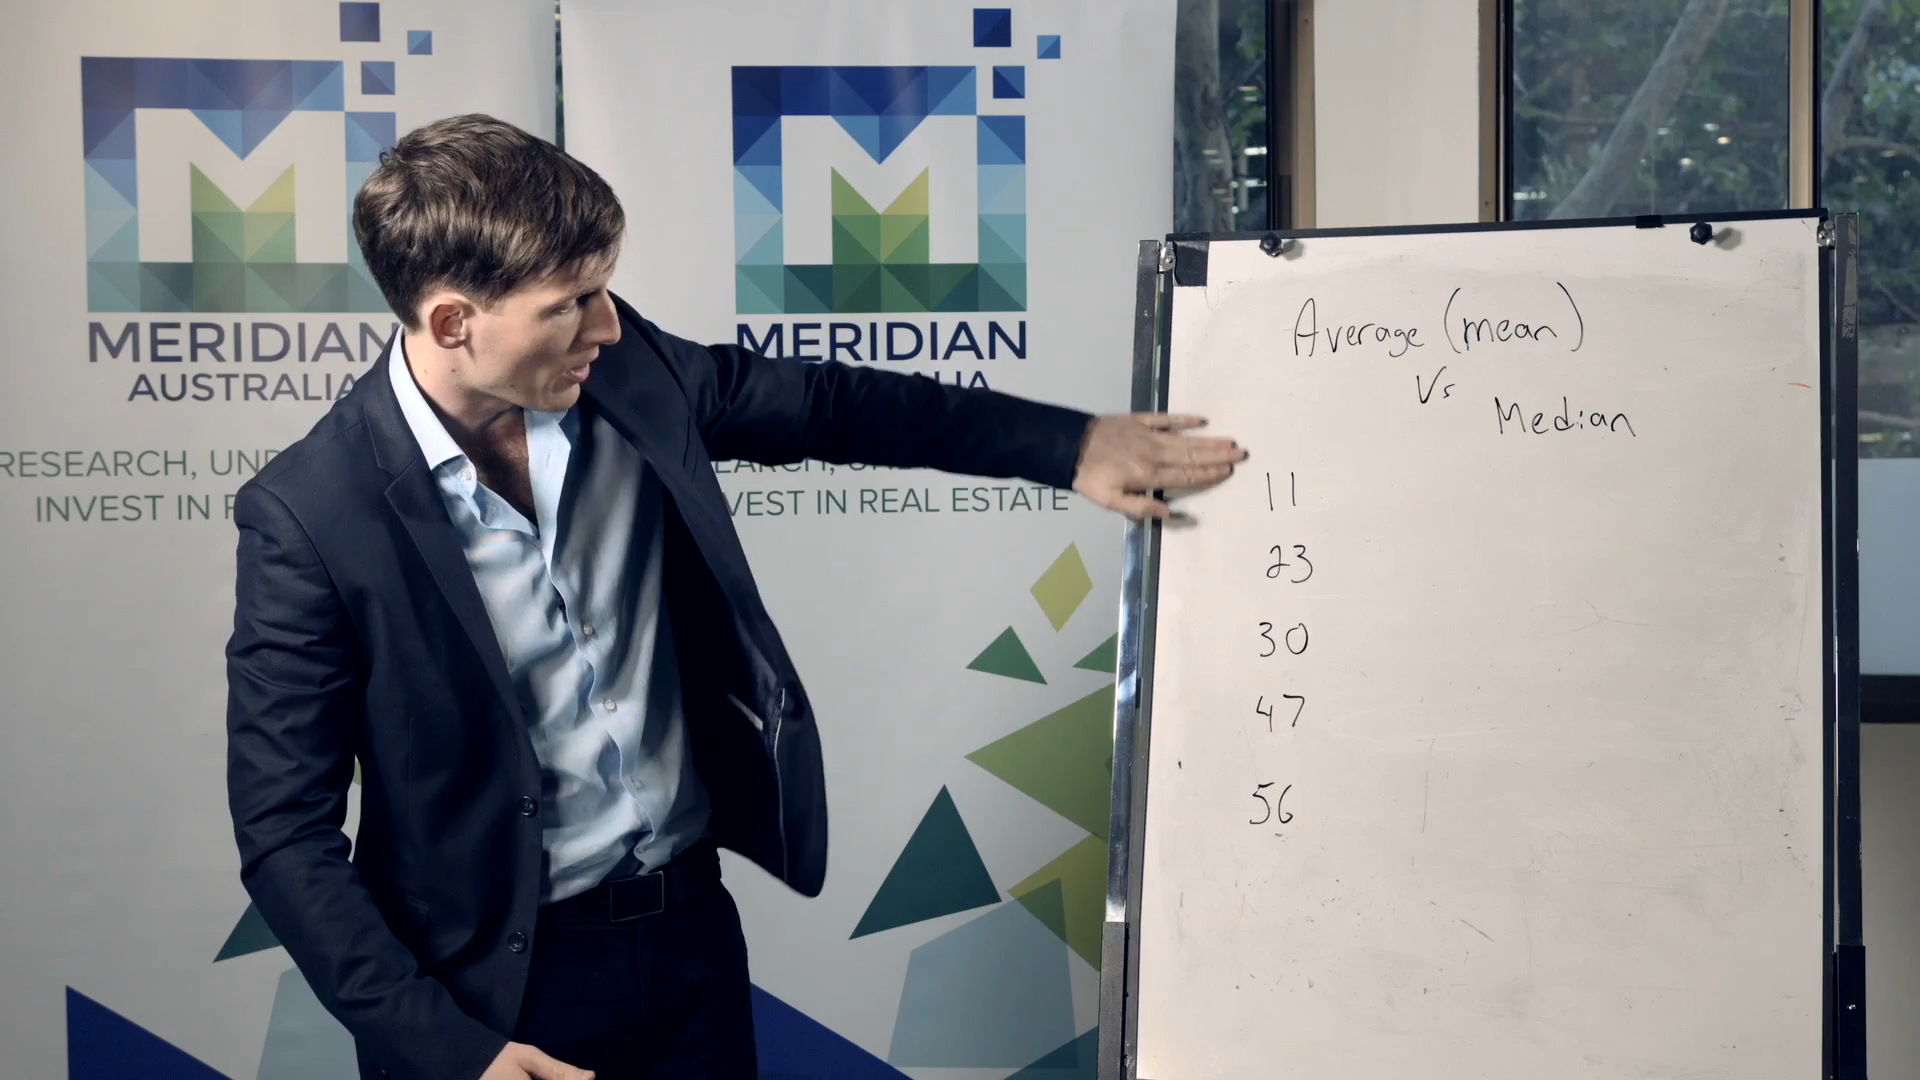 MERIDIAN
AUSTRALIA
RESEARCH,
INVEST IN
MERIDIAN
INVEST IN REAL ESTATE
Average (mean)
Vs
Median
11
23
30
47
56